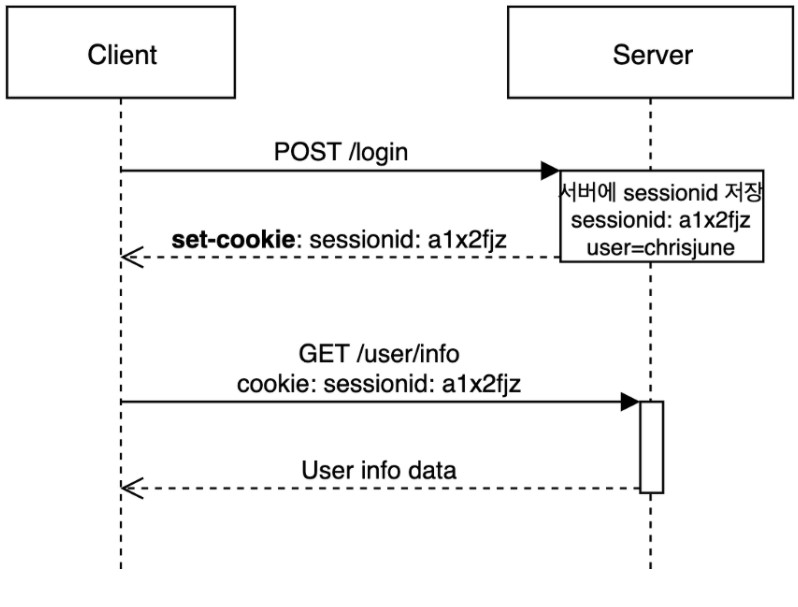 Client
Server
POST /login
서버에 sessionid 저장
sessionid: a1x2fjz
user=chrisjune
set-cookie: sessionid: a1x2fjz
GET /user/info
cookie: sessionid: a1x2fjz
User info data